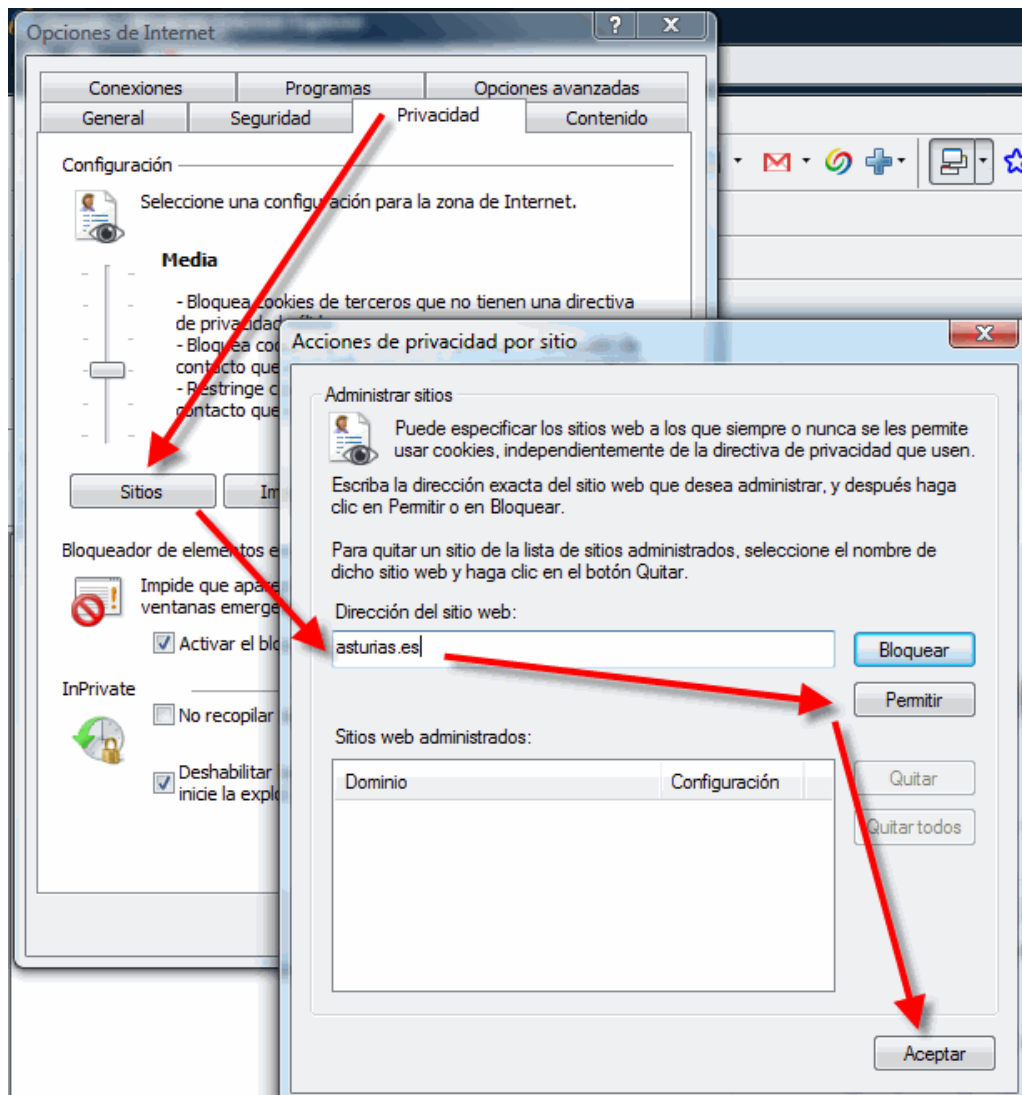 Opciones de Internet
Conexiones Programas Opciones avanzadas
General Seguridad Privacidad Contenido
Configuración
Seleccione una configuración para la zona de Internet.
Media
- Bloquea cookies de terceros que no tienen una directiva
de privacidad
- Bloquea
contacto que
- Restringe
contacto que
Sitios
Bloqueador de elementos
Impide que
ventanas
Activar el
InPrivate
No recopilar
Deshabilitar
inicie la
Acciones de privacidad por sitio
Administrar sitios
Puede especificar los sitios web a los que siempre o nunca se les permite
usar cookies, independientemente de la directiva de privacidad que usen.
Escriba la dirección exacta del sitio web que desea administrar, y después haga
clic en Permitir o en Bloquear.
Para quitar un sitio de la lista de sitios administrados, seleccione el nombre de
dicho sitio web y haga clic en el botón Quitar.
Dirección del sitio web:
asturias.es
Bloquear
Permitir
Sitios web administrados:
Dominio Configuración
Quitar
Quitar todos
Aceptar